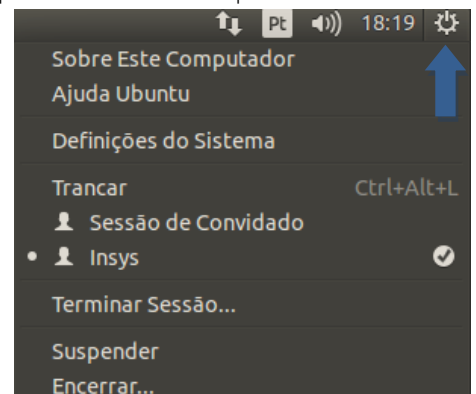 Pt 18:19
Sobre Este Computador
Ajuda Ubuntu
Definições do Sistema
Trancar Ctrl+Alt+L
Sessão de Convidado
Insys
Terminar Sessão...
Suspender
Encerrar...